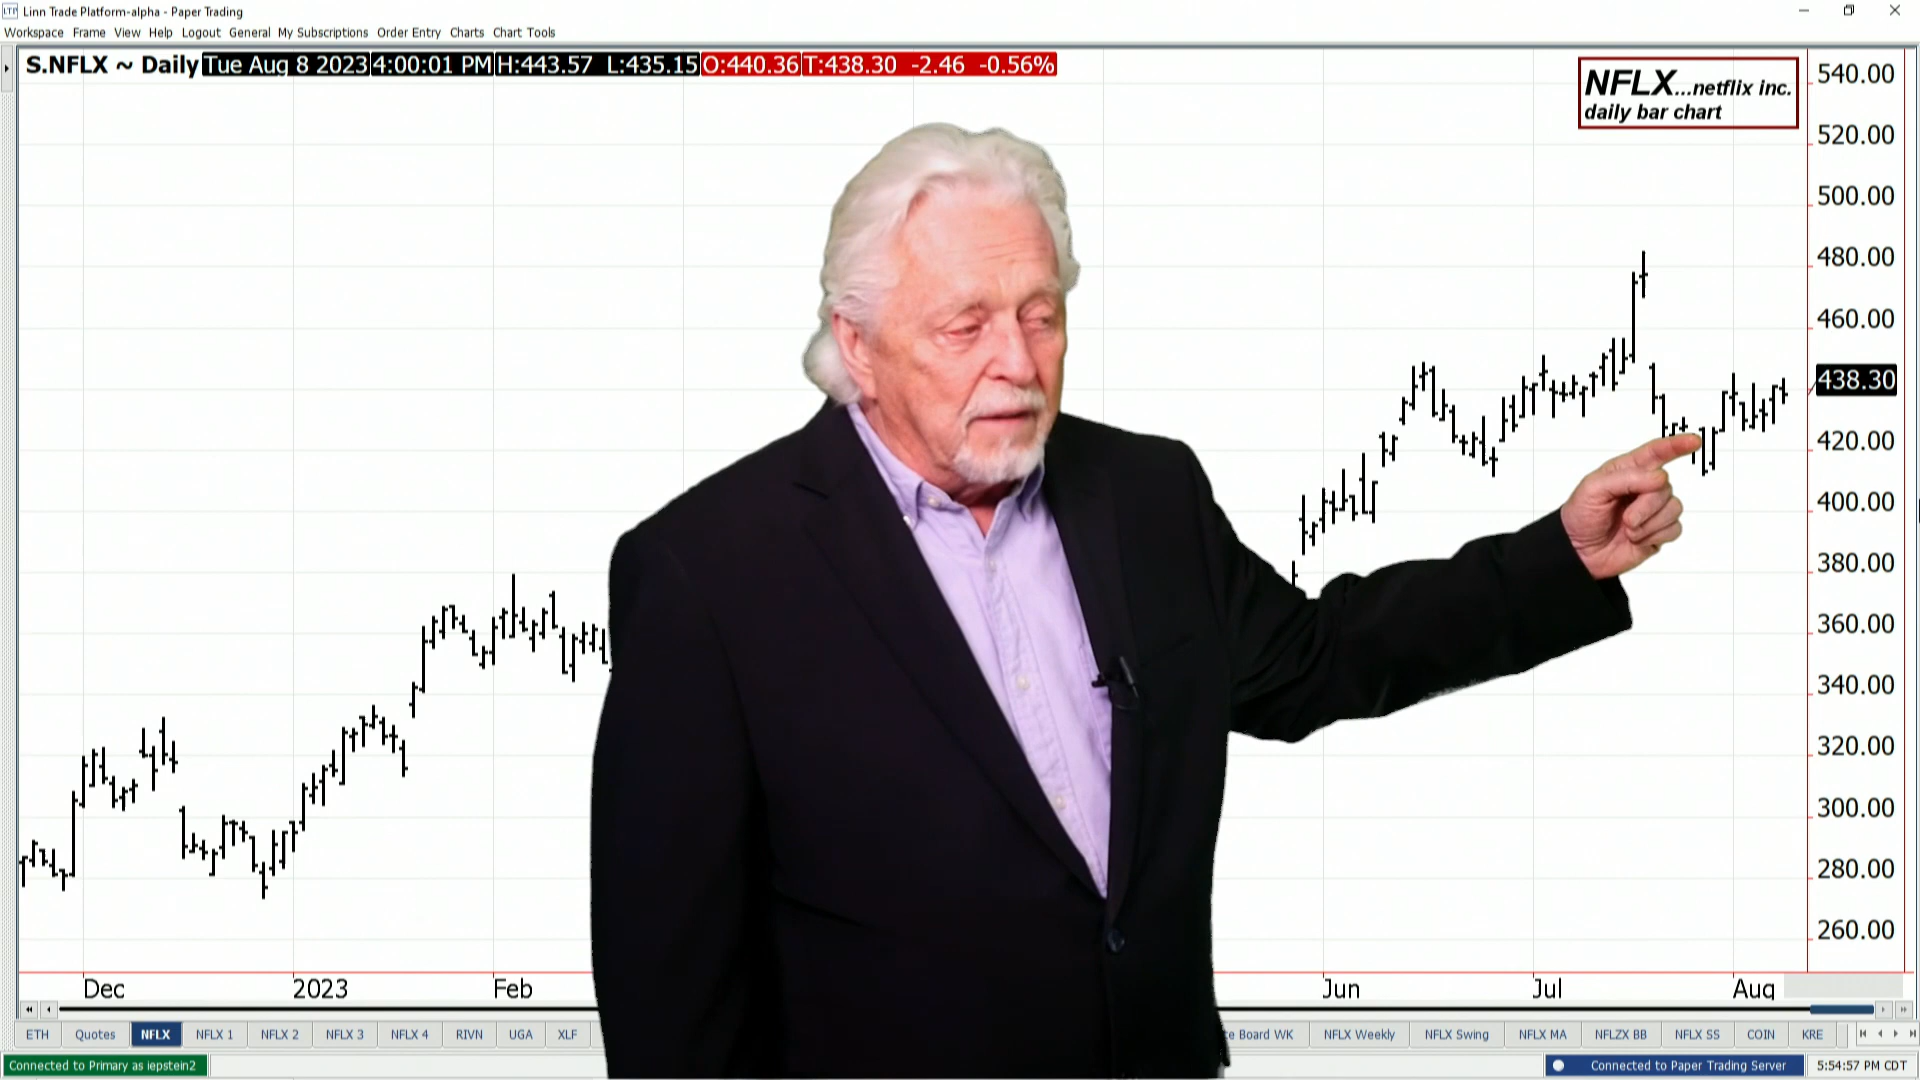 LTP Linn Trade Platform-alpha - Paper Trading
Workspace Frame View Help Logout General My Subscriptions Order Entry Charts Chart Tools
S.NFLX ~ Daily Tue Aug 8 2023 4:00:01 PM H:443.57 L:435.15 O:440.36 T:438.30 -2.46 -0.56%
NFLX...netflix inc.
daily bar chart
540.00
520.00
500.00
480.00
460.00
438.30
420.00
400.00
380.00
360.00
340.00
320.00
300.00
280.00
260.00
Dec 2023 Feb Jun Jul Aug
ETH Quotes NFLX NFLX 1 NFLX 2 NFLX 3 NFLX 4 RIVN UGA XLF Board WK NFLX Weekly NFLX Swing NFLX MA NFLZX BB NFLX SS COIN KRE
Connected to Primary as iepstein2 Connected to Paper Trading Server 5:54:57 PM CDT